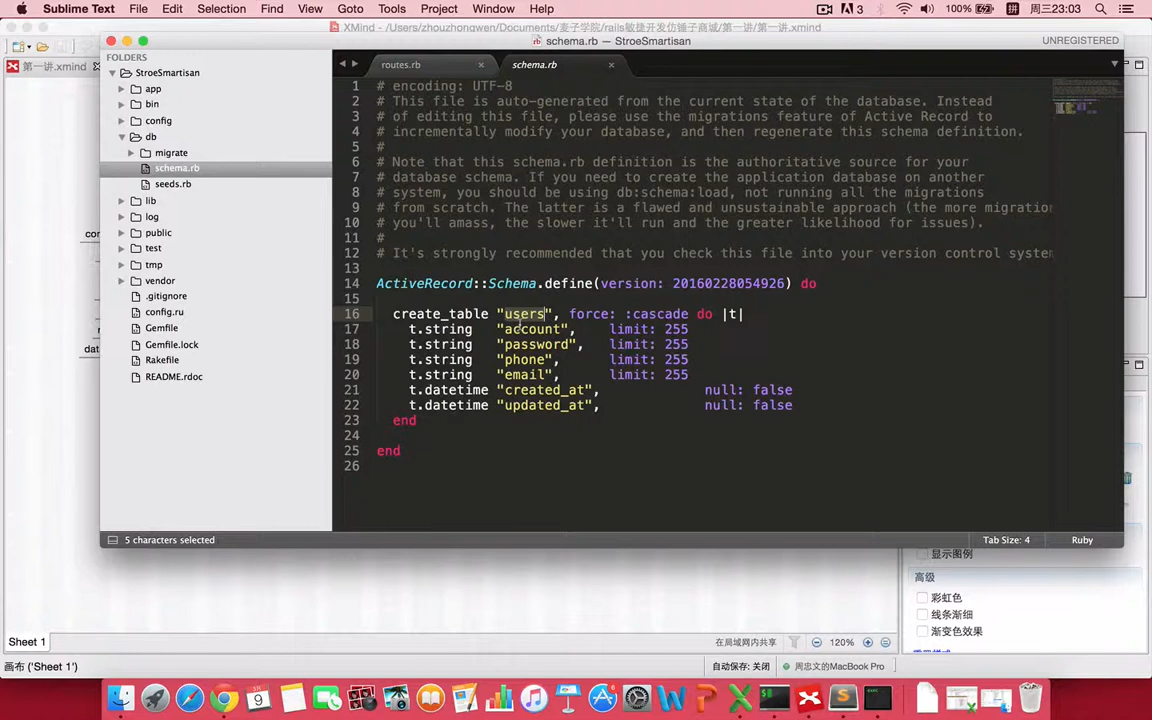 Sublime Text File Edit Selection Find View Goto Tools Project Window Help
3 100% 拼 周三23:03
XMind - /Users/zhouzhongwen/Documents/麦子学院/rails敏捷开发仿锤子商城/第一讲/第一讲.xmind
schema.rb — StroeSmartisan UNREGISTERED
第一讲.xmind
FOLDERS
StroeSmartisan
app
bin
config
db
migrate
schema.rb
seeds.rb
lib
log
public
test
tmp
vendor
.gitignore
config.ru
Gemfile
Gemfile.lock
Rakefile
README.rdoc
routes.rb schema.rb
1 # encoding: UTF-8
2 # This file is auto-generated from the current state of the database. Instead
3 # of editing this file, please use the migrations feature of Active Record to
4 # incrementally modify your database, and then regenerate this schema definition.
5 #
6 # Note that this schema.rb definition is the authoritative source for your
7 # database schema. If you need to create the application database on another
8 # system, you should be using db:schema:load, not running all the migrations
9 # from scratch. The latter is a flawed and unsustainable approach (the more migration
10 # you'll amass, the slower it'll run and the greater likelihood for issues).
11 #
12 # It's strongly recommended that you check this file into your version control system
13
14 ActiveRecord::Schema.define(version: 20160228054926) do
15
16 create_table "users", force: :cascade do |t|
17 t.string "account", limit: 255
18 t.string "password", limit: 255
19 t.string "phone", limit: 255
20 t.string "email", limit: 255
21 t.datetime "created_at", null: false
22 t.datetime "updated_at", null: false
23 end
24
25 end
26
5 characters selected Tab Size: 4 Ruby
con
dat
显示图例
高级
彩虹色
线条渐细
渐变色效果
Sheet 1
在局域网内共享 120%
画布 ('Sheet 1') 自动保存: 关闭 周忠文的MacBook Pro
9